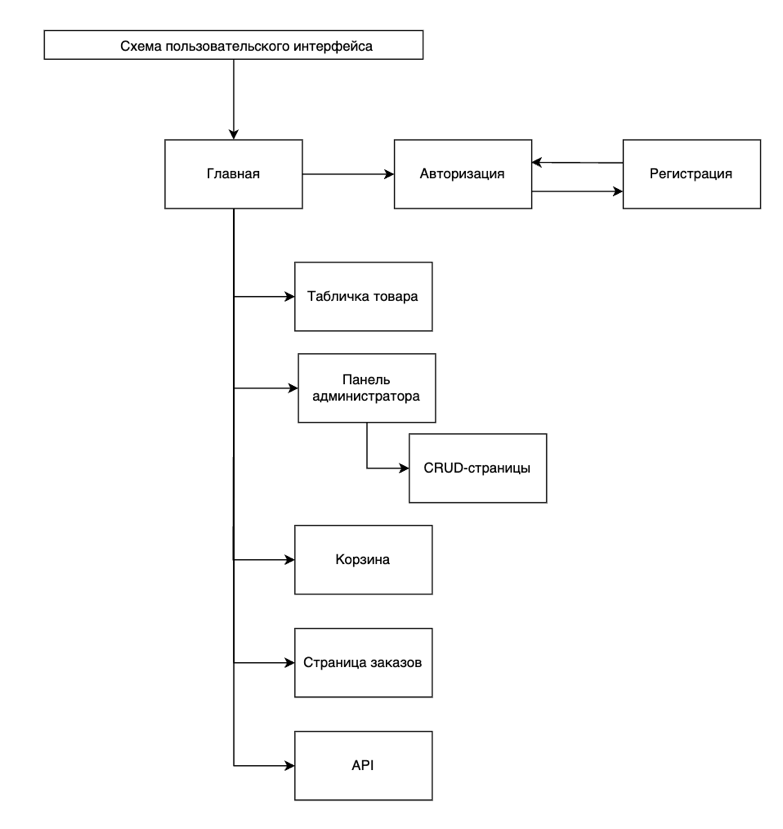 Схема пользовательского интерфейса
Главная
Авторизация
Регистрация
Табличка товара
Панель
администратора
CRUD-страницы
Корзина
Страница заказов
API